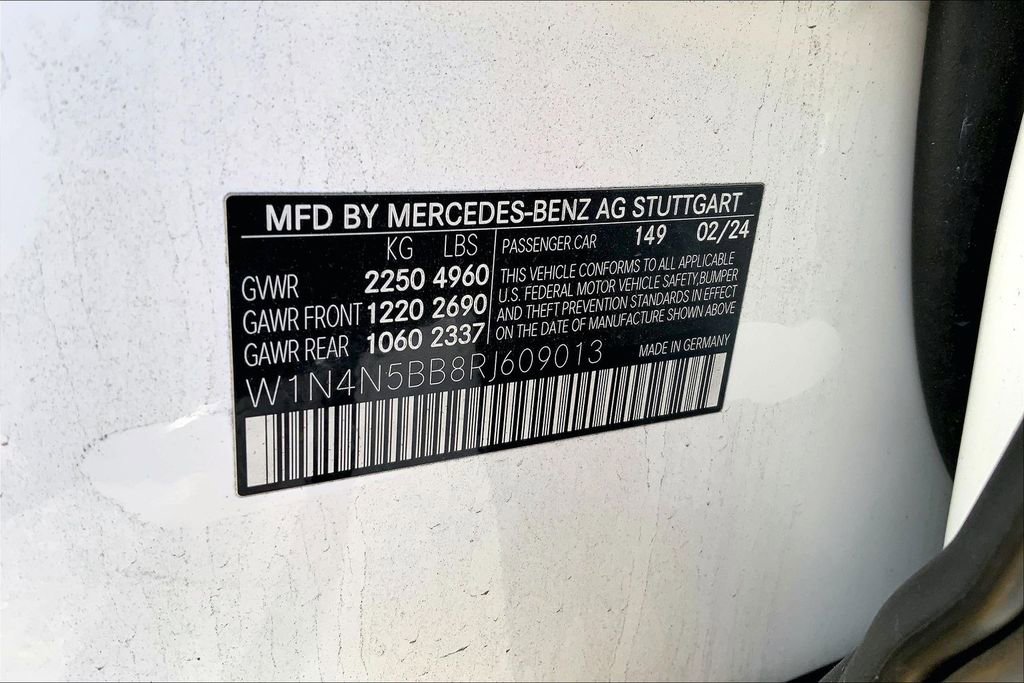 MFD BY MERCEDES-BENZ AG STUTTGART
KG LBS
GVWR 2250 4960
GAWR FRONT 1220 2690
GAWR REAR 1060 2337
PASSENGER CAR 149 02/24
THIS VEHICLE CONFORMS TO ALL APPLICABLE
U.S. FEDERAL MOTOR VEHICLE SAFETY,BUMPER
AND THEFT PREVENTION STANDARDS IN EFFECT
ON THE DATE OF MANUFACTURE SHOWN ABOVE
W1N4N5BB8RJ609013
MADE IN GERMANY